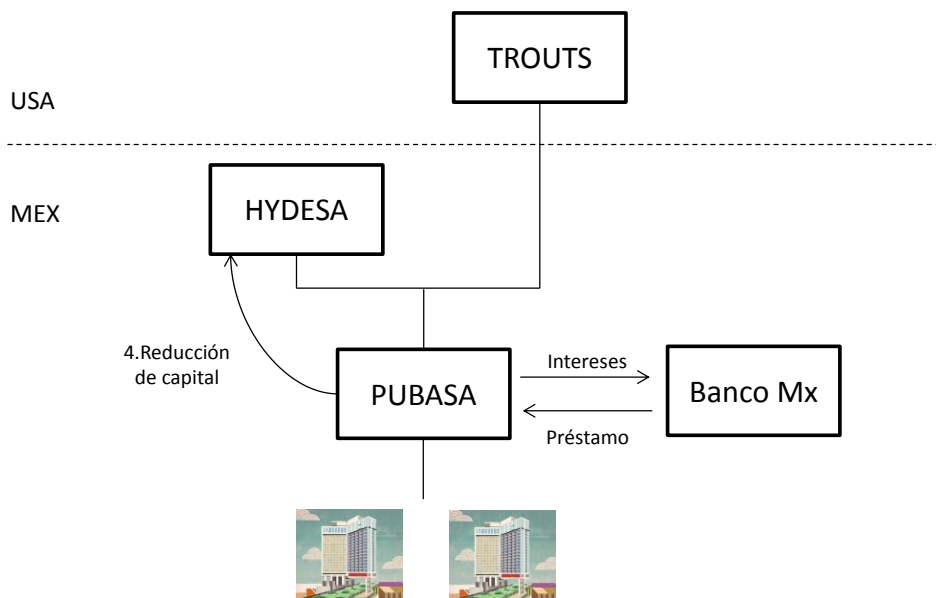 TROUTS
USA
HYDESA
MEX
4.Reducción
de capital
PUBASA
Intereses
Préstamo
Banco Mx